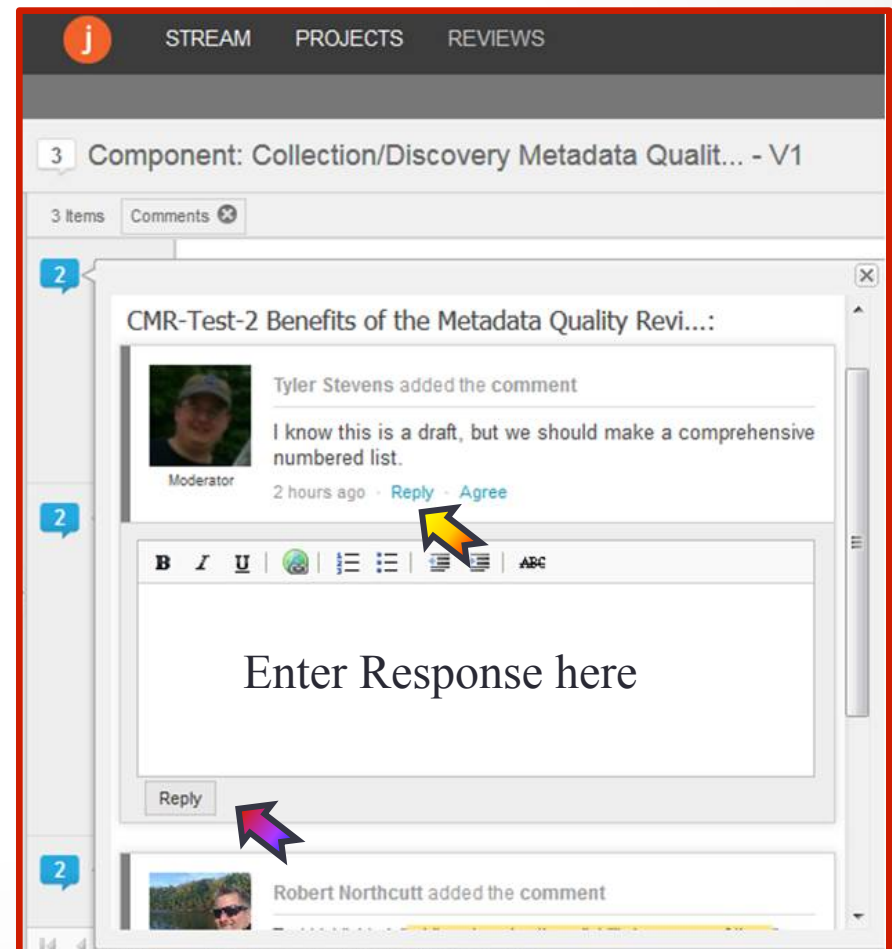 j STREAM PROJECTS REVIEWS
3 Component: Collection/Discovery Metadata Qualit... - V1
3 Items Comments
2
CMR-Test-2 Benefits of the Metadata Quality Revi...:
Tyler Stevens added the comment
I know this is a draft, but we should make a comprehensive
numbered list.
Moderator
2 hours ago · Reply · Agree
2
B I U ABC
Enter Response here
Reply
2
Robert Northcutt added the comment